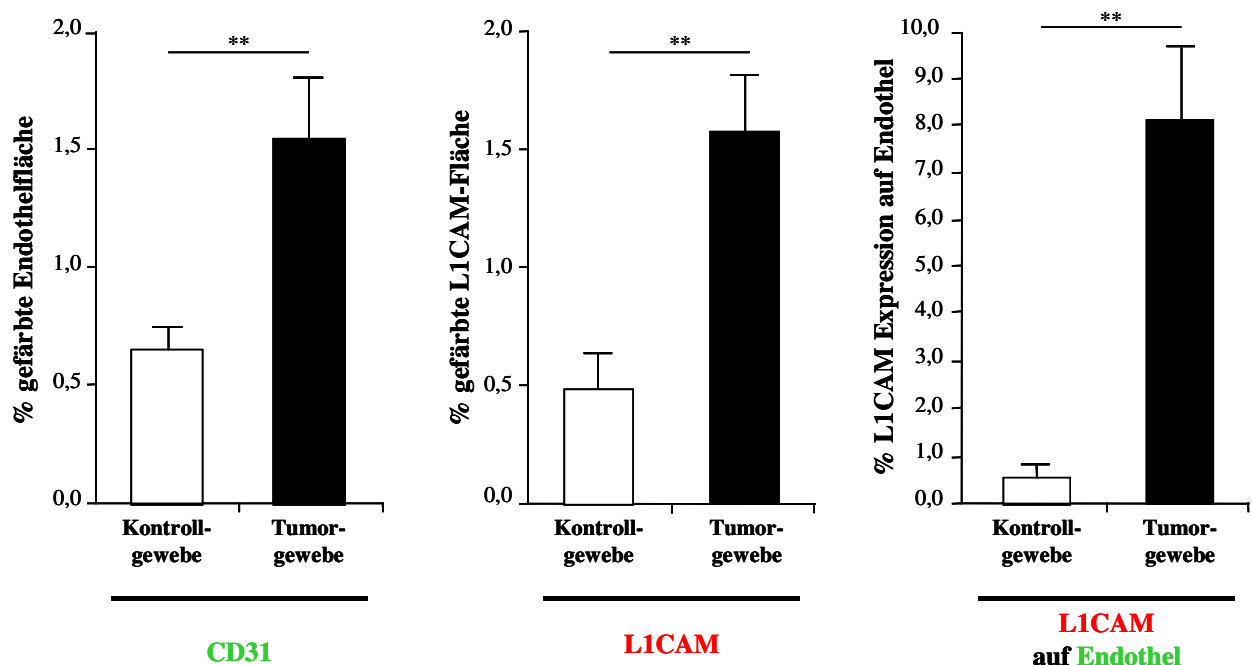 % gefärbte Endothelfläche
2,0
1,5
1,0
0,5
0,0
**
Kontroll-
gewebe
Tumor-
gewebe
CD31
% gefärbte L1CAM-Fläche
2,0
1,5
1,0
0,5
0,0
**
Kontroll-
gewebe
Tumor-
gewebe
L1CAM
% L1CAM Expression auf Endothel
10,0
9,0
8,0
7,0
6,0
5,0
4,0
3,0
2,0
1,0
0,0
**
Kontroll-
gewebe
Tumor-
gewebe
L1CAM
auf Endothel